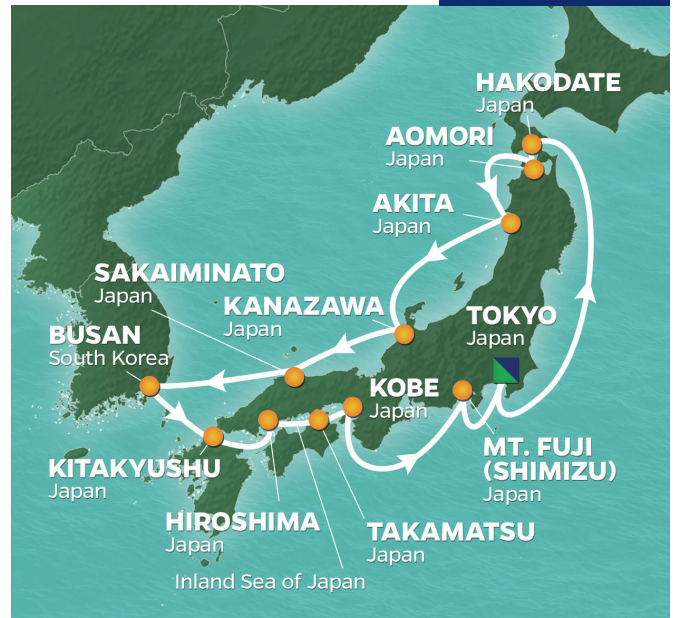 HAKODATE
Japan
AOMORI
Japan
AKITA
Japan
SAKAIMINATO
Japan
KANAZAWA
Japan
TOKYO
Japan
BUSAN
South Korea
KOBE
Japan
MT. FUJI
(SHIMIZU)
Japan
KITAKYUSHU
Japan
HIROSHIMA
Japan
TAKAMATSU
Japan
Inland Sea of Japan